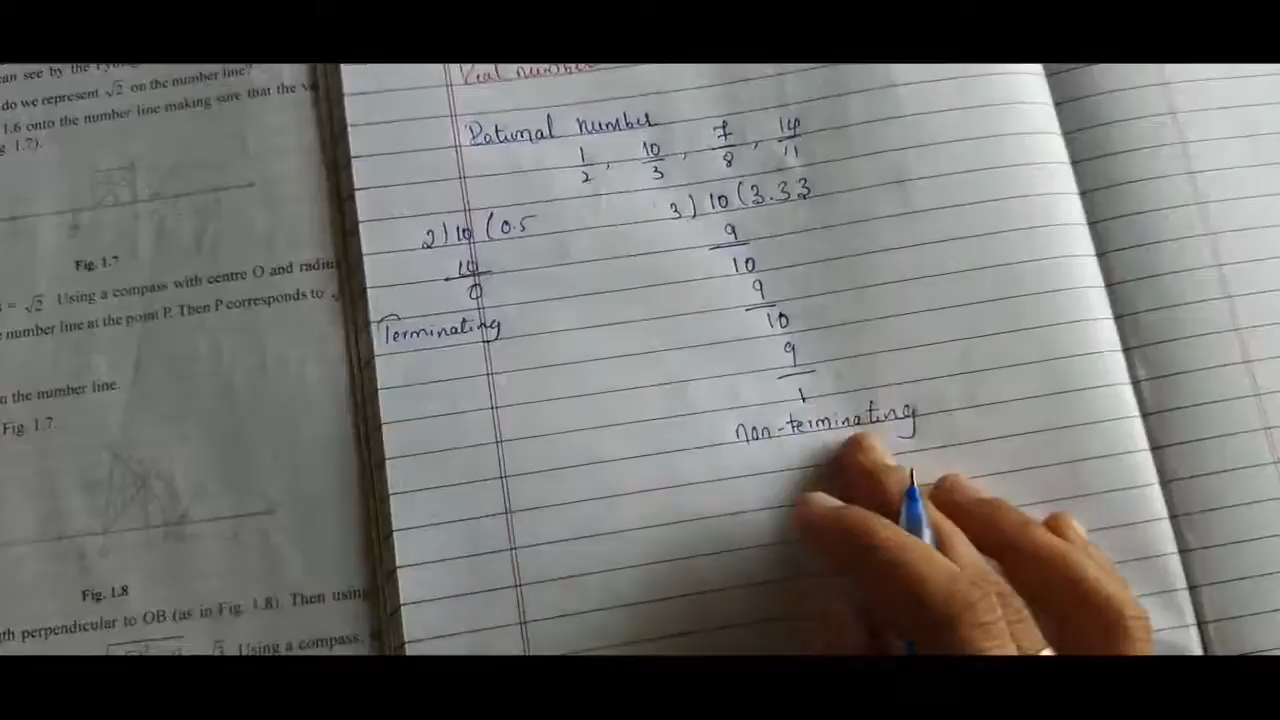 can see by the
do we represent √2 on the number line?
1.6 onto the number line making sure that the
g 1.7).
Fig. 1.7
= √2 Using a compass with centre O and radiu
number line at the point P. Then P corresponds to
n the number line.
Fig 1.7
Fig. 1.8
gth perpendicular to OB (as in Fig. 1.8). Then using
Using a compass,
Real number
Rational number
1/2, 10/3, 7/8, 14/11
2) 10 (0.5
10
0
Terminating
3) 10 (3.33
9
10
9
10
9
1
non-terminating